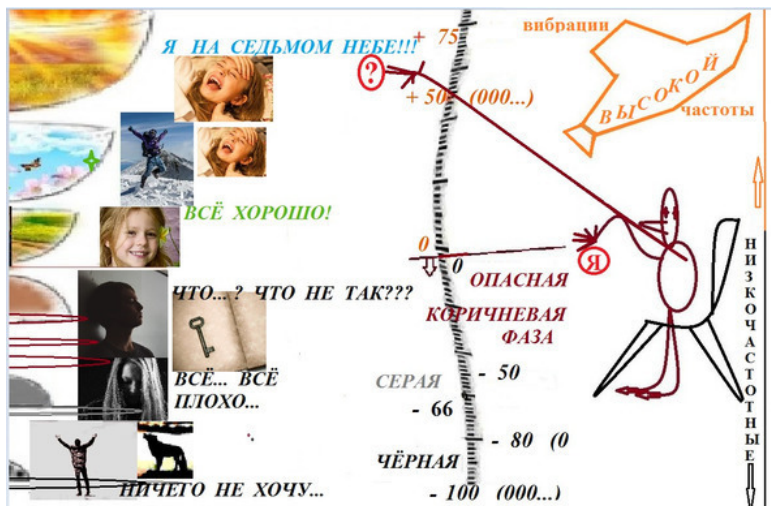 Я НА СЕДЬМОМ НЕБЕ!!!
+ 75
?
+ 50 (000...)
вибрации
ВЫСОКОЙ
частоты
ВСЁ ХОРОШО!
0
0
Я
ОПАСНАЯ
КОРИЧНЕВАЯ
ФАЗА
ЧТО...? ЧТО НЕ ТАК???
ВСЁ... ВСЁ
ПЛОХО...
СЕРАЯ
- 50
- 66
- 80 (0
ЧЁРНАЯ
- 100 (000...)
НИЧЕГО НЕ ХОЧУ...
НИЗКОЧАСТОТНЫЕ